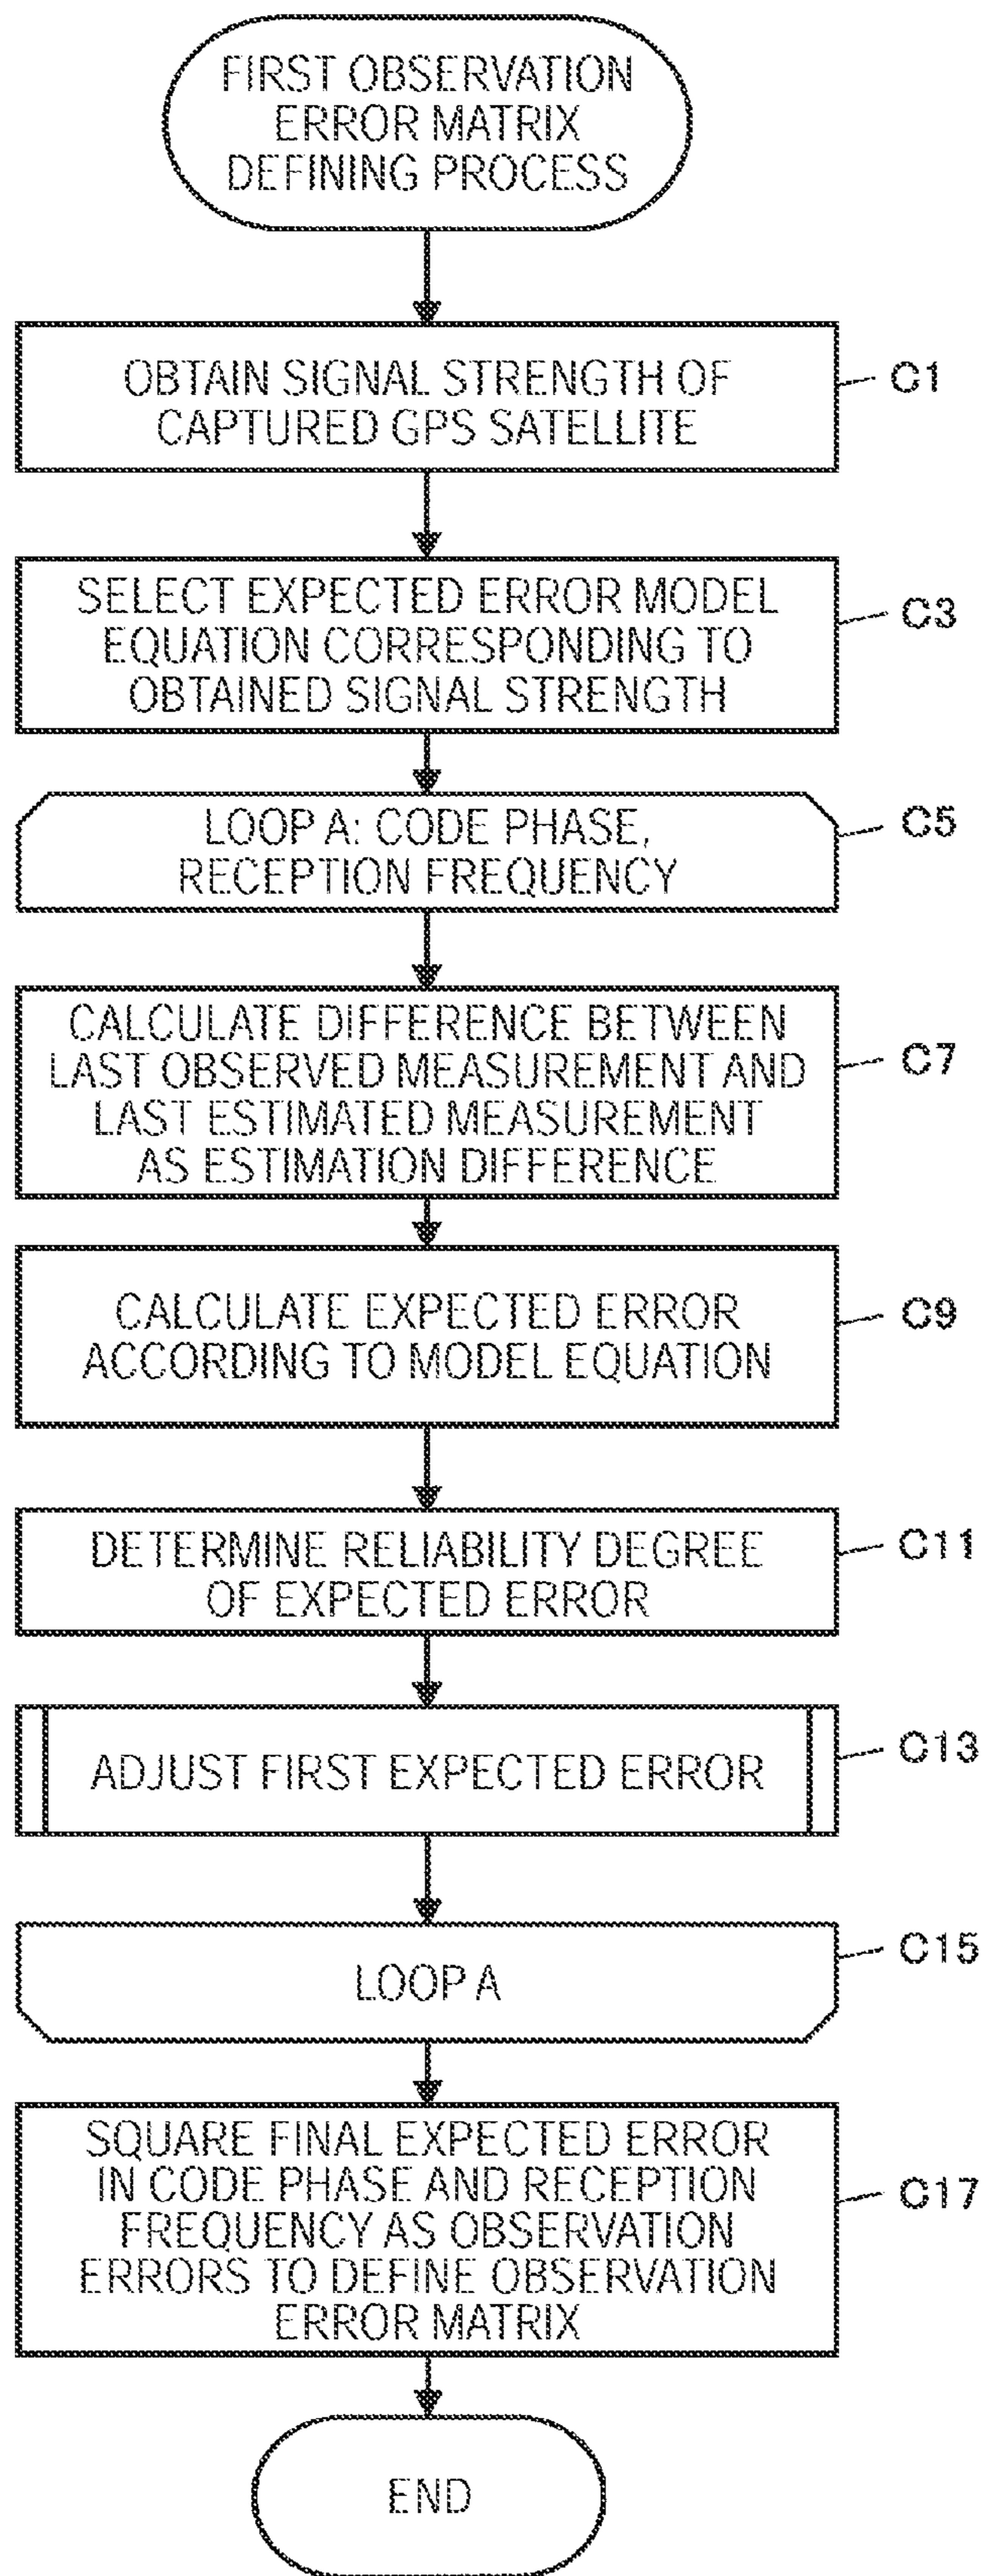 FIRST OBSERVATION
ERROR MATRIX
DEFINING PROCESS
OBTAIN SIGNAL STRENGTH OF
CAPTURED GPS SATELLITE
C1
SELECT EXPECTED ERROR MODEL
EQUATION CORRESPONDING TO
OBTAINED SIGNAL STRENGTH
C3
LOOP A: CODE PHASE,
RECEPTION FREQUENCY
C5
CALCULATE DIFFERENCE BETWEEN
LAST OBSERVED MEASUREMENT AND
LAST ESTIMATED MEASUREMENT
AS ESTIMATION DIFFERENCE
C7
CALCULATE EXPECTED ERROR
ACCORDING TO MODEL EQUATION
C9
DETERMINE RELIABILITY DEGREE
OF EXPECTED ERROR
C11
ADJUST FIRST EXPECTED ERROR
C13
LOOP A
C15
SQUARE FINAL EXPECTED ERROR
IN CODE PHASE AND RECEPTION
FREQUENCY AS OBSERVATION
ERRORS TO DEFINE OBSERVATION
ERROR MATRIX
C17
END